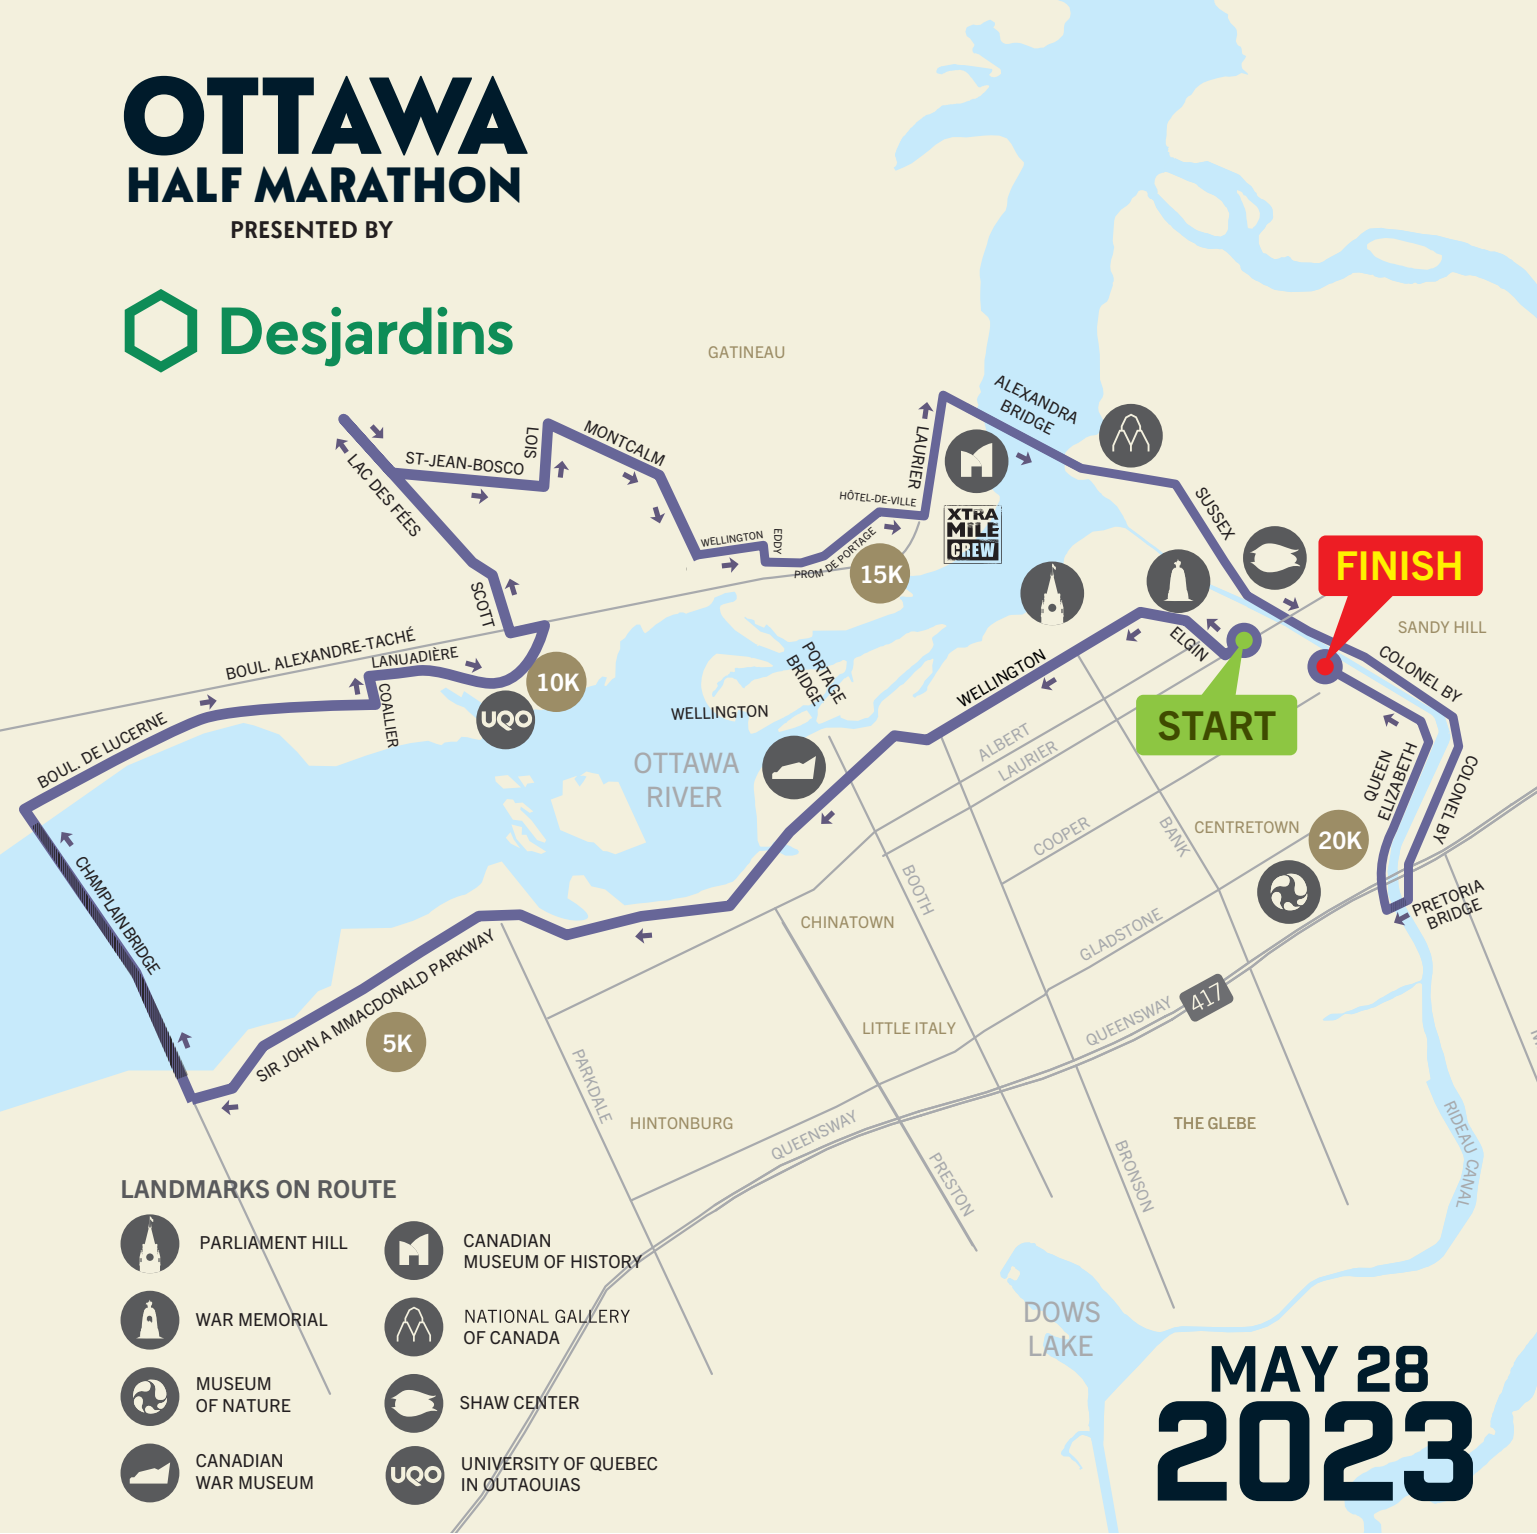 OTTAWA
HALF MARATHON
PRESENTED BY
Desjardins
GATINEAU
ALEXANDRA
BRIDGE
LAURIER
HÔTEL-DE-VILLE
XTRA
MILE
CREW
SUSSEX
LOIS
MONTCALM
ST-JEAN-BOSCO
LAC DES FÉES
WELLINGTON
EDDY
PROM DE PORTAGE
15K
FINISH
SANDY HILL
SCOTT
BOUL. ALEXANDRE-TACHÉ
LANUADIÈRE
COALLIER
10K
UQO
BOUL. DE LUCERNE
PORTAGE
BRIDGE
WELLINGTON
WELLINGTON
ELGIN
START
COLONEL BY
COLONEL BY
QUEEN
ELIZABETH
OTTAWA
RIVER
ALBERT
LAURIER
COOPER
BANK
CENTRETOWN
20K
CHAMPLAIN BRIDGE
BOOTH
PRETORIA
BRIDGE
CHINATOWN
GLADSTONE
SIR JOHN A MMACDONALD PARKWAY
5K
LITTLE ITALY
QUEENSWAY
417
PARKDALE
HINTONBURG
QUEENSWAY
THE GLEBE
PRESTON
BRONSON
RIDEAU CANAL
DOWS
LAKE
LANDMARKS ON ROUTE
PARLIAMENT HILL
WAR MEMORIAL
MUSEUM
OF NATURE
CANADIAN
WAR MUSEUM
CANADIAN
MUSEUM OF HISTORY
NATIONAL GALLERY
OF CANADA
SHAW CENTER
UQO
UNIVERSITY OF QUEBEC
IN OUTAOUIAS
MAY 28
2023